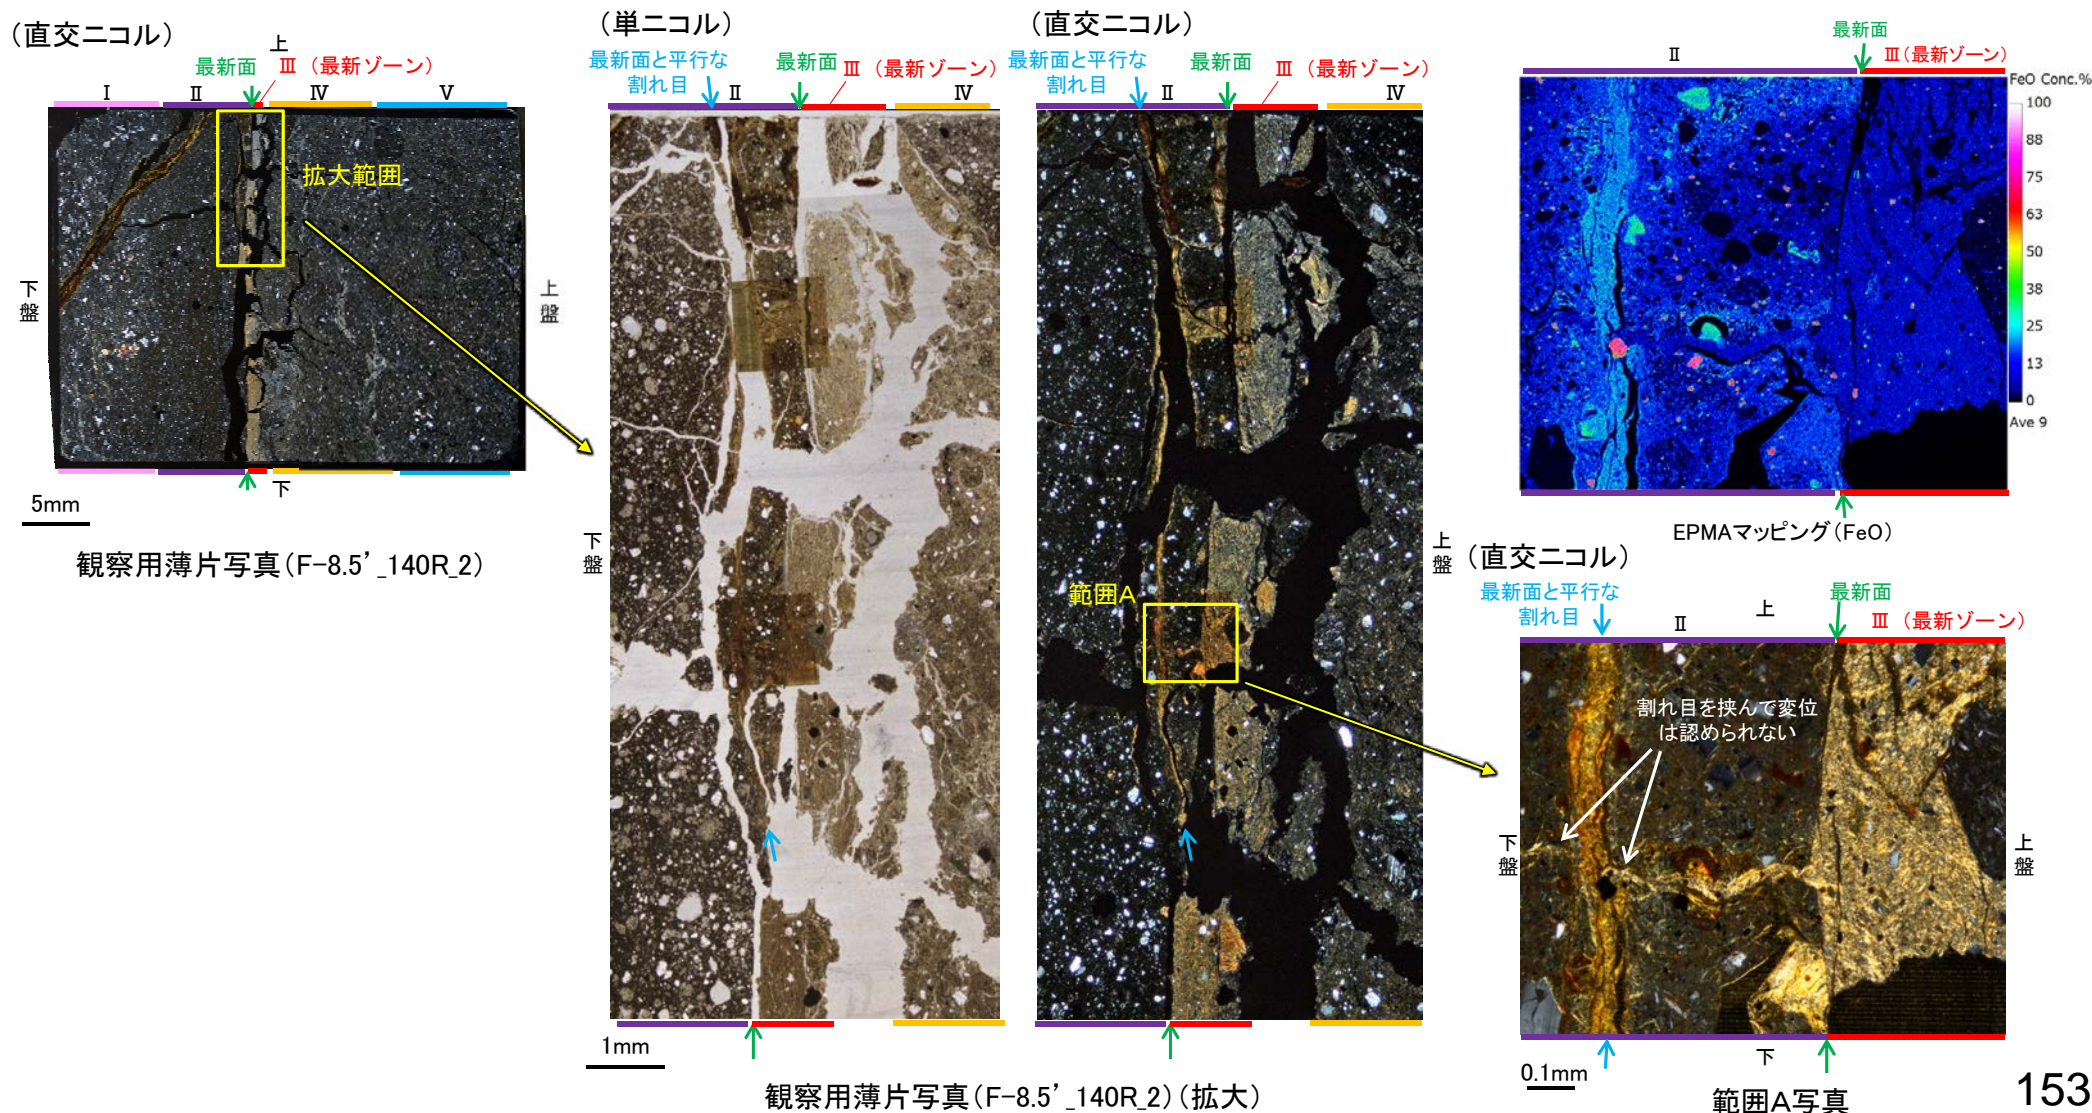 (直交ニコル)
上
最新面
Ⅲ (最新ゾーン)
Ⅰ
Ⅱ
Ⅳ
Ⅴ
拡大範囲
下盤
上盤
下
5mm
観察用薄片写真(F-8.5’_140R_2)
(単ニコル)
最新面と平行な
割れ目
最新面
Ⅲ (最新ゾーン)
Ⅱ
Ⅳ
下盤
1mm
(直交ニコル)
最新面と平行な
割れ目
最新面
Ⅲ (最新ゾーン)
Ⅱ
Ⅳ
範囲A
上盤
観察用薄片写真(F-8.5’_140R_2)(拡大)
最新面
Ⅱ
Ⅲ (最新ゾーン)
FeO Conc.%
100
88
75
63
50
38
25
13
0
Ave 9
EPMAマッピング(FeO)
(直交ニコル)
最新面と平行な
割れ目
上
最新面
Ⅱ
Ⅲ (最新ゾーン)
割れ目を挟んで変位
は認められない
下盤
上盤
下
0.1mm
範囲A写真
153